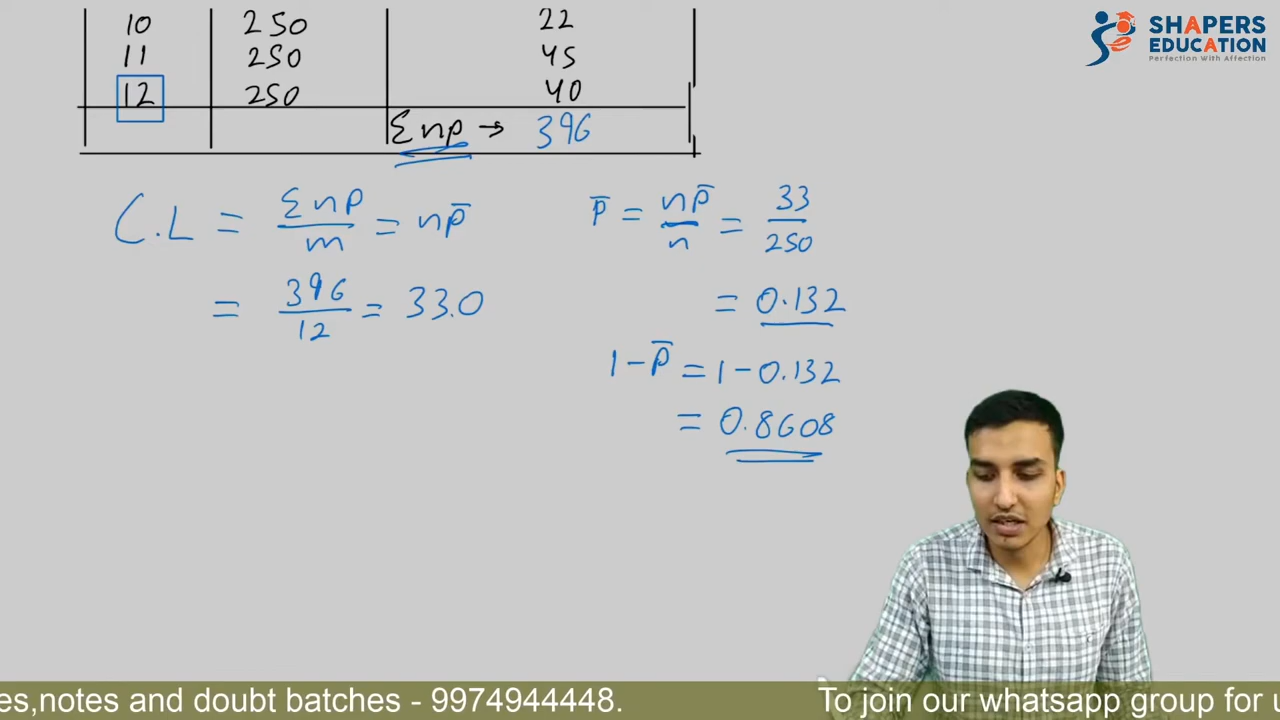 10 250 22
SHAPERS
EDUCATION
Perfection With Affection
11 250 45
12 250 40
Σnp → 396
C.L = Σnp/m = np̄
= 396/12 = 33.0
p̄ = np̄/n = 33/250
= 0.132
1 - p̄ = 1 - 0.132
= 0.8608
es,notes and doubt batches - 9974944448. To join our whatsapp group for u